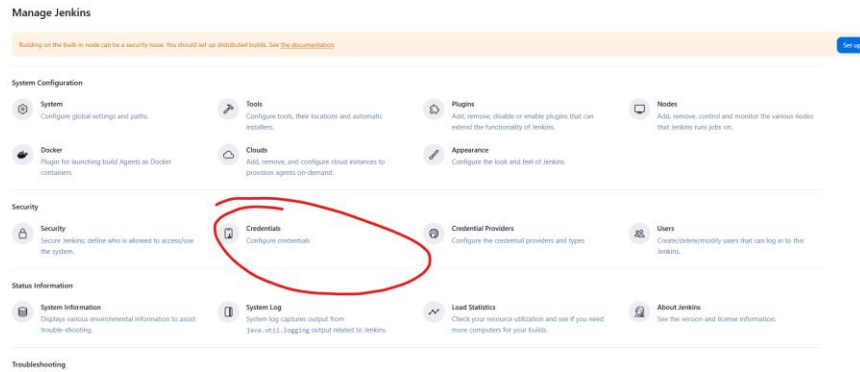 Manage Jenkins
Building on the built-in node can be a security issue. You should set up distributed builds. See the documentation.
Set up
System Configuration
System
Configure global settings and paths.
Tools
Configure tools, their locations and automatic
installers.
Plugins
Add, remove, disable or enable plugins that can
extend the functionality of Jenkins.
Nodes
Add, remove, control and monitor the various nodes
that Jenkins runs jobs on.
Docker
Plugin for launching build Agents as Docker
containers
Clouds
Add, remove, and configure cloud instances to
provision agents on-demand.
Appearance
Configure the look and feel of Jenkins
Security
Security
Secure Jenkins; define who is allowed to access/use
the system.
Credentials
Configure credentials
Credential Providers
Configure the credential providers and types
Users
Create/delete/modify users that can log in to this
Jenkins.
Status Information
System Information
Displays various environmental information to assist
trouble-shooting.
System Log
System log captures output from
java.util.logging output related to Jenkins.
Load Statistics
Check your resource utilization and see if you need
more computers for your builds.
About Jenkins
See the version and license information.
Troubleshooting